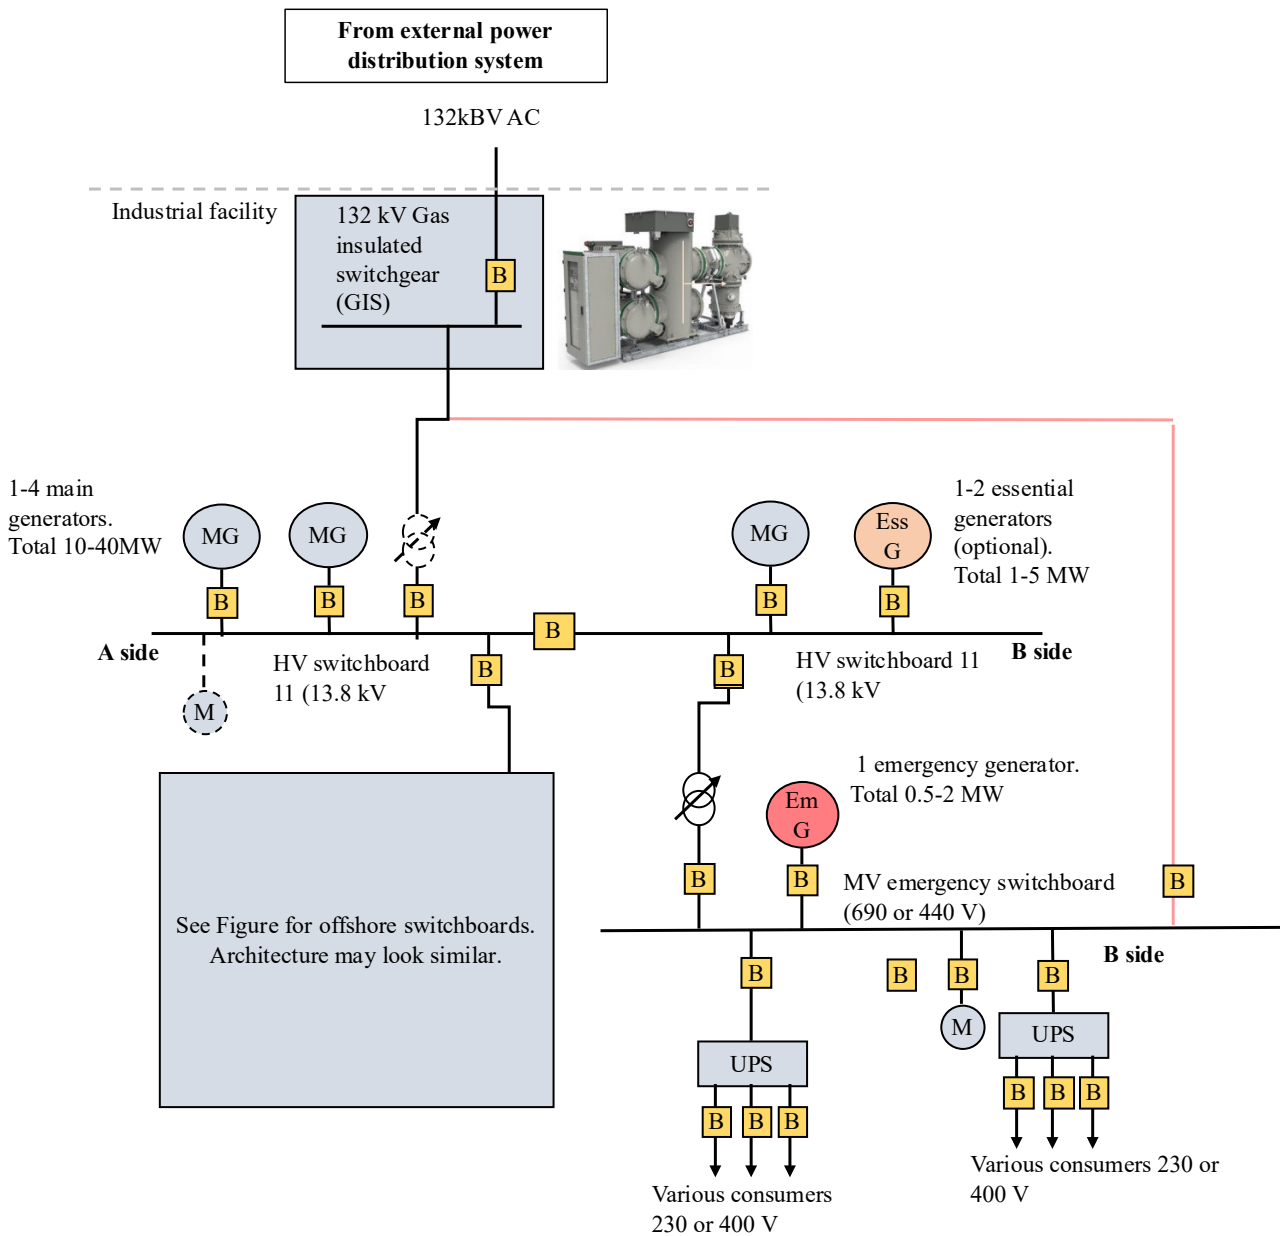 From external power
distribution system
132kBV AC
Industrial facility
132 kV Gas
insulated
switchgear
(GIS)
B
1-4 main
generators.
Total 10-40MW
MG
MG
MG
Ess
G
1-2 essential
generators
(optional).
Total 1-5 MW
B
B
B
B
B
B
A side
B side
HV switchboard
11 (13.8 kV
B
B
HV switchboard 11
(13.8 kV
M
1 emergency generator.
Total 0.5-2 MW
Em
G
B
B
MV emergency switchboard
(690 or 440 V)
B
See Figure for offshore switchboards.
Architecture may look similar.
B side
B
B
B
B
M
UPS
UPS
B
B
B
B
B
B
Various consumers
230 or 400 V
Various consumers 230 or
400 V